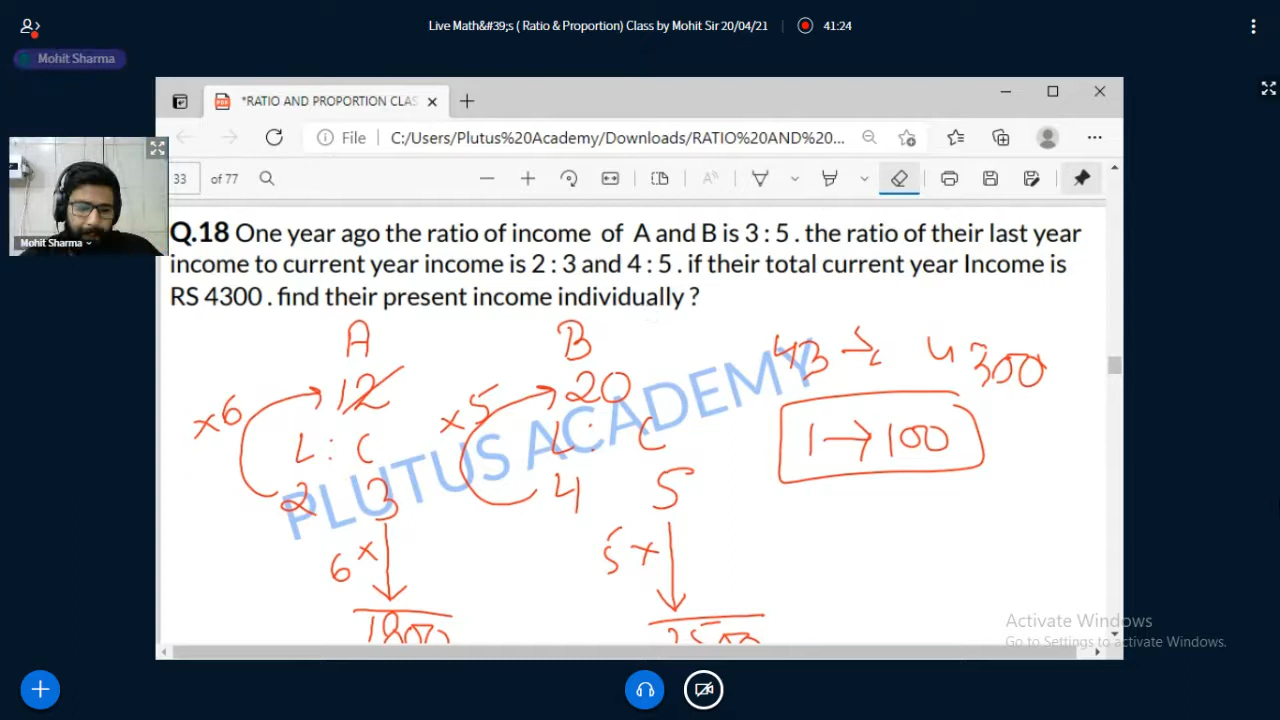 Live Math&#39;s ( Ratio & Proportion) Class by Mohit Sir 20/04/21 41:24
Mohit Sharma
*RATIO AND PROPORTION CLAS
File C:/Users/Plutus%20Academy/Downloads/RATIO%20AND%20...
33 of 77
Mohit Sharma
Q.18 One year ago the ratio of income of A and B is 3 : 5 . the ratio of their last year
income to current year income is 2 : 3 and 4 : 5 . if their total current year Income is
RS 4300 . find their present income individually ?
A B 43 → 4300
×6 12 ×5 20
L : C L : C 1 → 100
2 3 4 5
6 × 5 ×
1800 2500
PLUTUS ACADEMY
Activate Windows
Go to Settings to activate Windows.